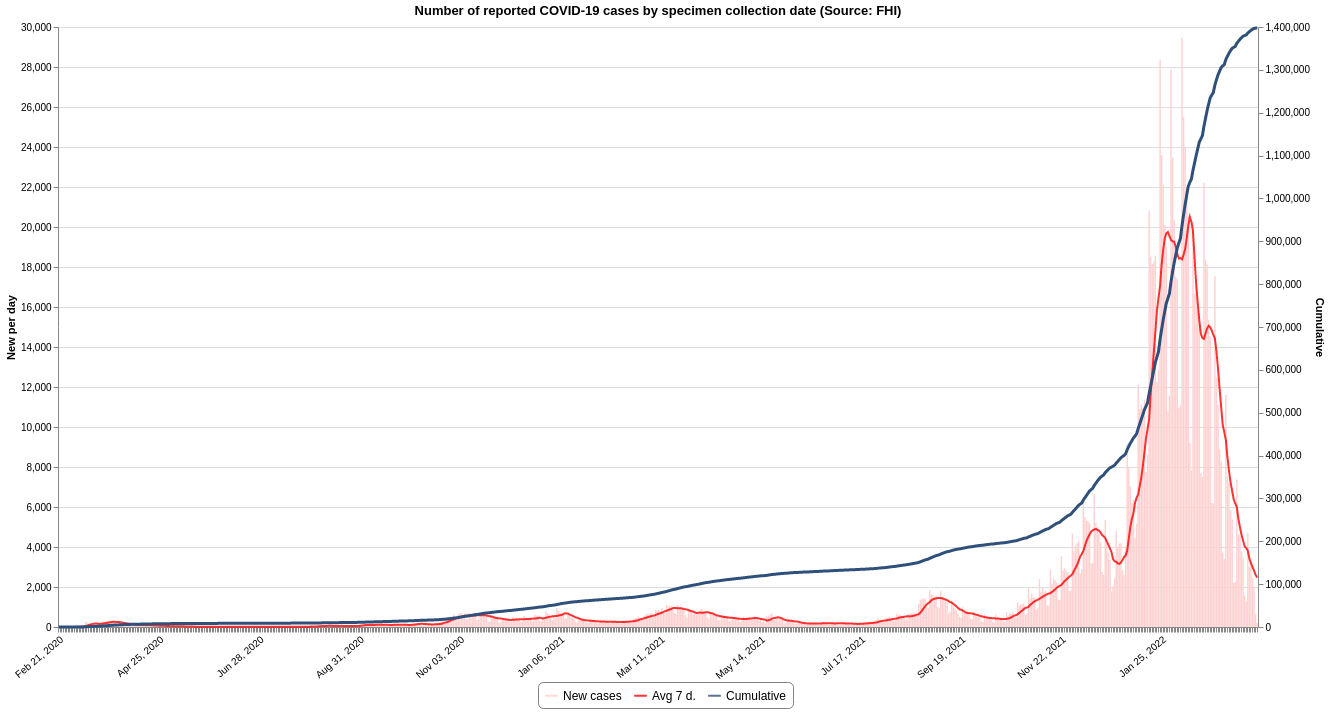 Number of reported COVID-19 cases by specimen collection date (Source: FHI)
30,000
28,000
26,000
24,000
22,000
20,000
18,000
16,000
14,000
12,000
10,000
8,000
6,000
4,000
2,000
0
New per day
1,400,000
1,300,000
1,200,000
1,100,000
1,000,000
900,000
800,000
700,000
600,000
500,000
400,000
300,000
200,000
100,000
0
Cumulative
Feb 21, 2020
Apr 25, 2020
Jun 28, 2020
Aug 31, 2020
Nov 03, 2020
Jan 06, 2021
Mar 11, 2021
May 14, 2021
Jul 17, 2021
Sep 19, 2021
Nov 22, 2021
Jan 25, 2022
New cases Avg 7 d. Cumulative